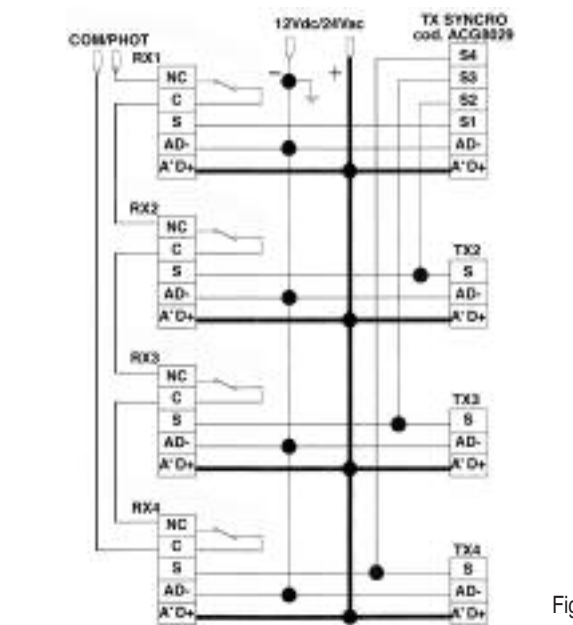 COM/PHOT
12Vdc/24Vac
TX SYNCRO
cod. ACG8029
- +
RX1
NC
C
S
AD-
A'D+
S4
S3
S2
S1
AD-
A'D+
RX2
NC
C
S
AD-
A'D+
TX2
S
AD-
A'D+
RX3
NC
C
S
AD-
A'D+
TX3
S
AD-
A'D+
RX4
NC
C
S
AD-
A'D+
TX4
S
AD-
A'D+